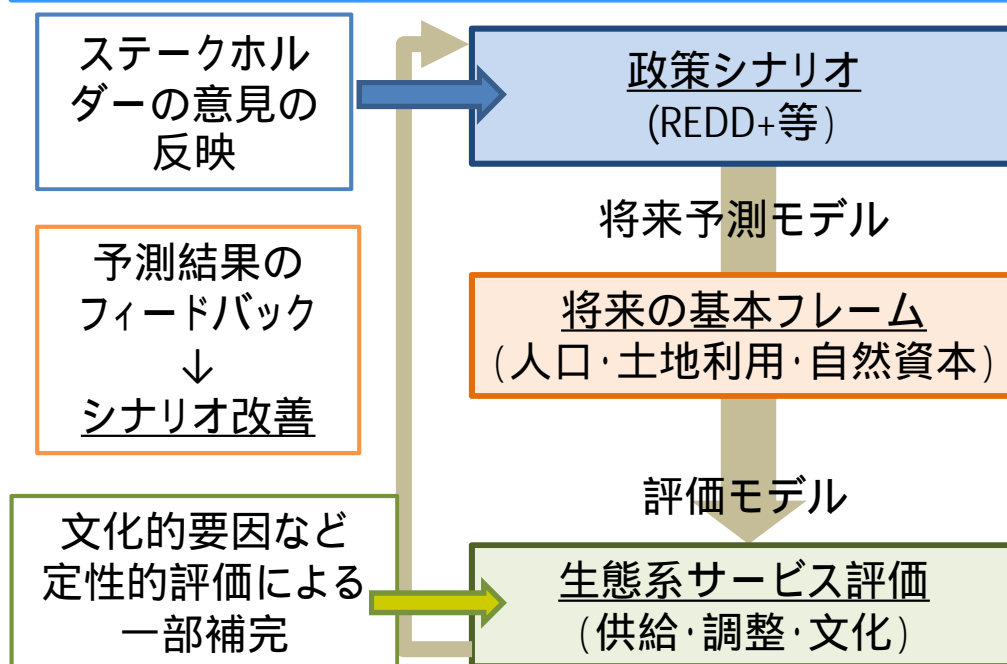 ステークホル
ダーの意見の
反映
政策シナリオ
(REDD+等)
将来予測モデル
予測結果の
フィードバック
↓
シナリオ改善
将来の基本フレーム
(人口・土地利用・自然資本)
評価モデル
文化的要因など
定性的評価による
一部補完
生態系サービス評価
(供給・調整・文化)